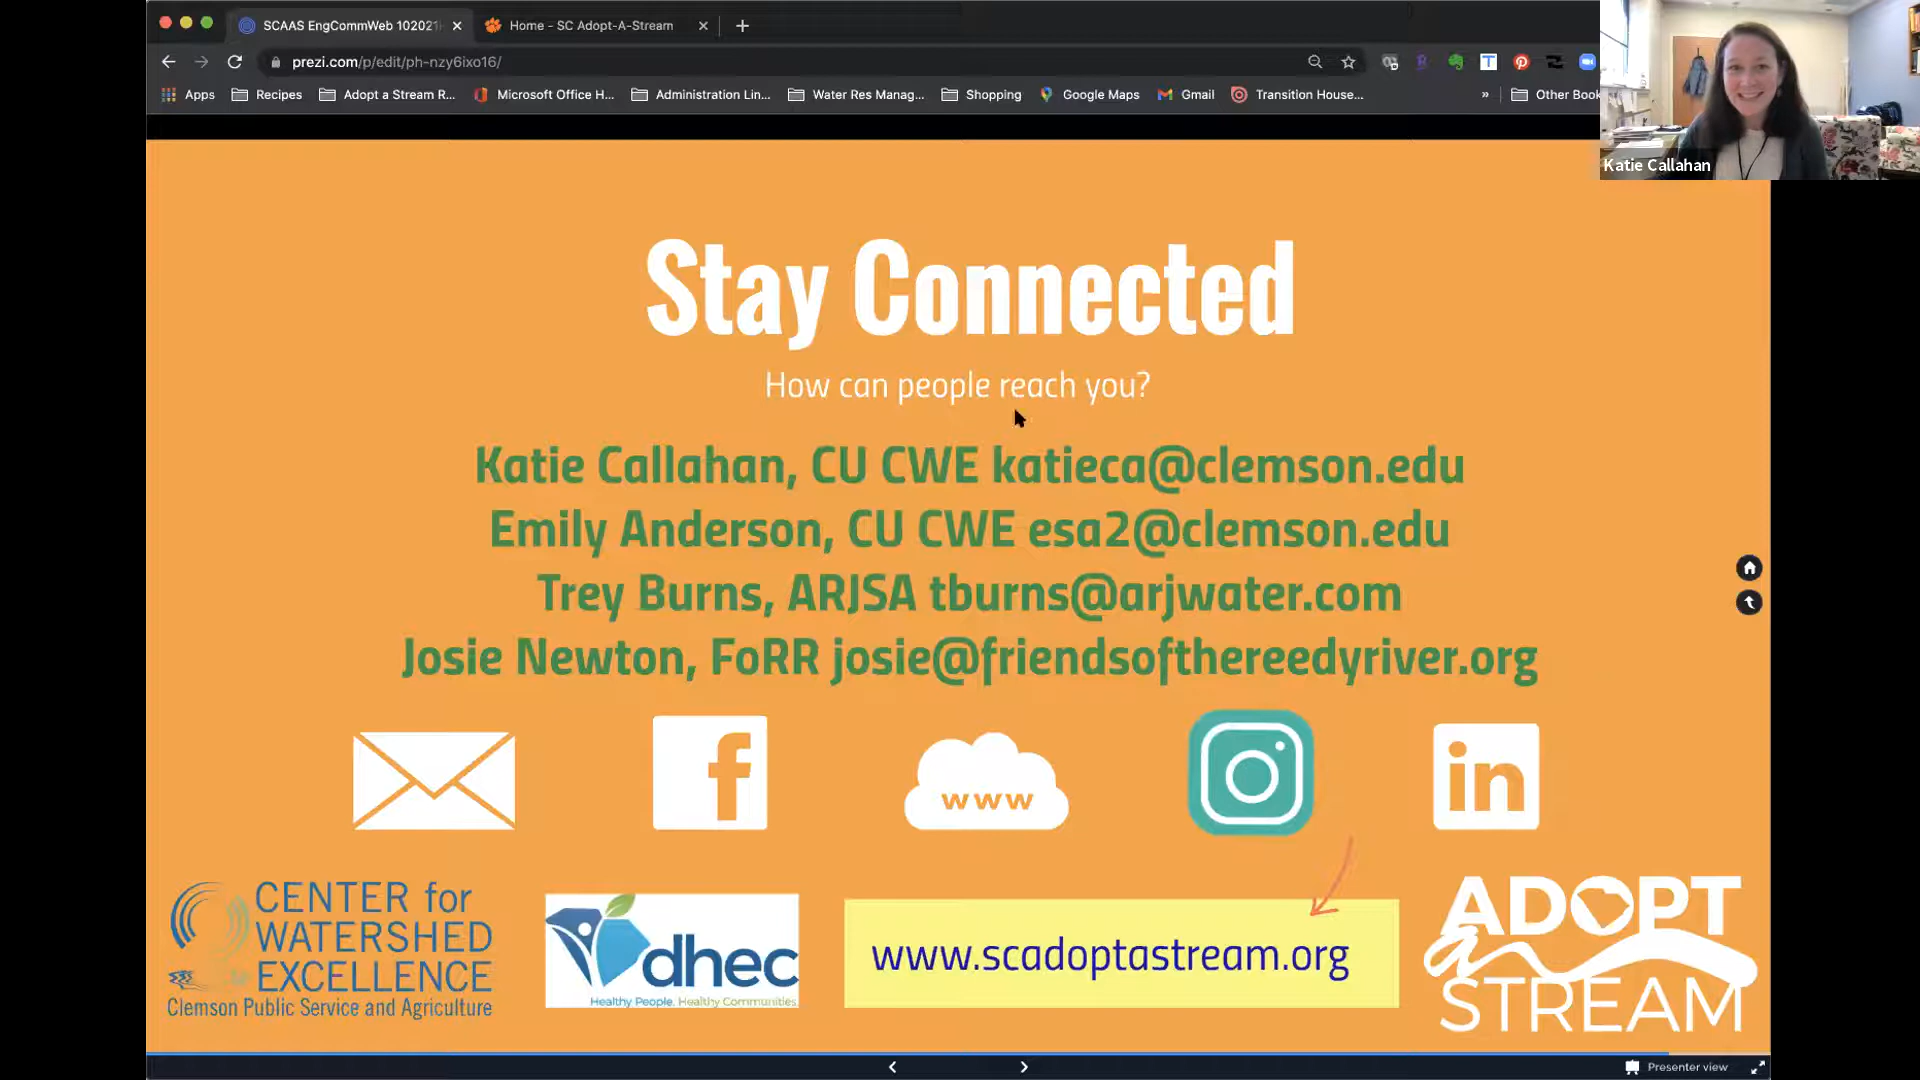 SCAAS EngCommWeb 102021
Home - SC Adopt-A-Stream
prezi.com/p/edit/ph-nzy6ixo16/
Apps Recipes Adopt a Stream R... Microsoft Office H... Administration Lin... Water Res Manag... Shopping Google Maps Gmail Transition House... » Other Book
Katie Callahan
Stay Connected
How can people reach you?
Katie Callahan, CU CWE katieca@clemson.edu
Emily Anderson, CU CWE esa2@clemson.edu
Trey Burns, ARJSA tburns@arjwater.com
Josie Newton, FoRR josie@friendsofthereedyriver.org
f
www
in
CENTER for
WATERSHED
EXCELLENCE
Clemson Public Service and Agriculture
dhec
Healthy People. Healthy Communities.
www.scadoptastream.org
ADOPT
a
STREAM
Presenter view